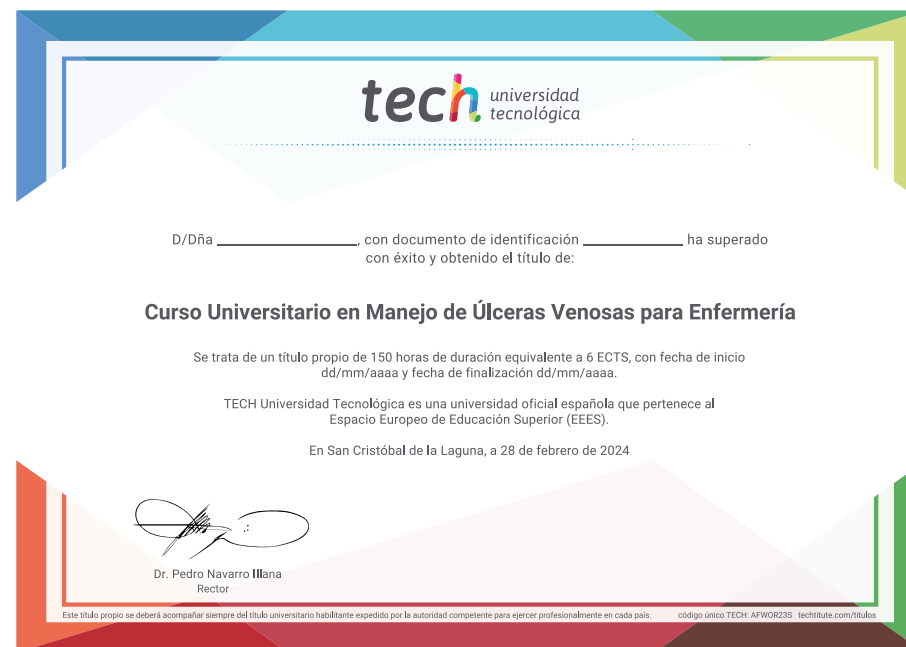 tech universidad
tecnológica
D/Dña ________________, con documento de identificación ____________ ha superado
con éxito y obtenido el título de:
Curso Universitario en Manejo de Úlceras Venosas para Enfermería
Se trata de un título propio de 150 horas de duración equivalente a 6 ECTS, con fecha de inicio
dd/mm/aaaa y fecha de finalización dd/mm/aaaa.
TECH Universidad Tecnológica es una universidad oficial española que pertenece al
Espacio Europeo de Educación Superior (EEES).
En San Cristóbal de la Laguna, a 28 de febrero de 2024
Dr. Pedro Navarro Illana
Rector
Este título propio se deberá acompañar siempre del título universitario habilitante expedido por la autoridad competente para ejercer profesionalmente en cada país. código único TECH: AFWOR23S techtitute.com/titulos